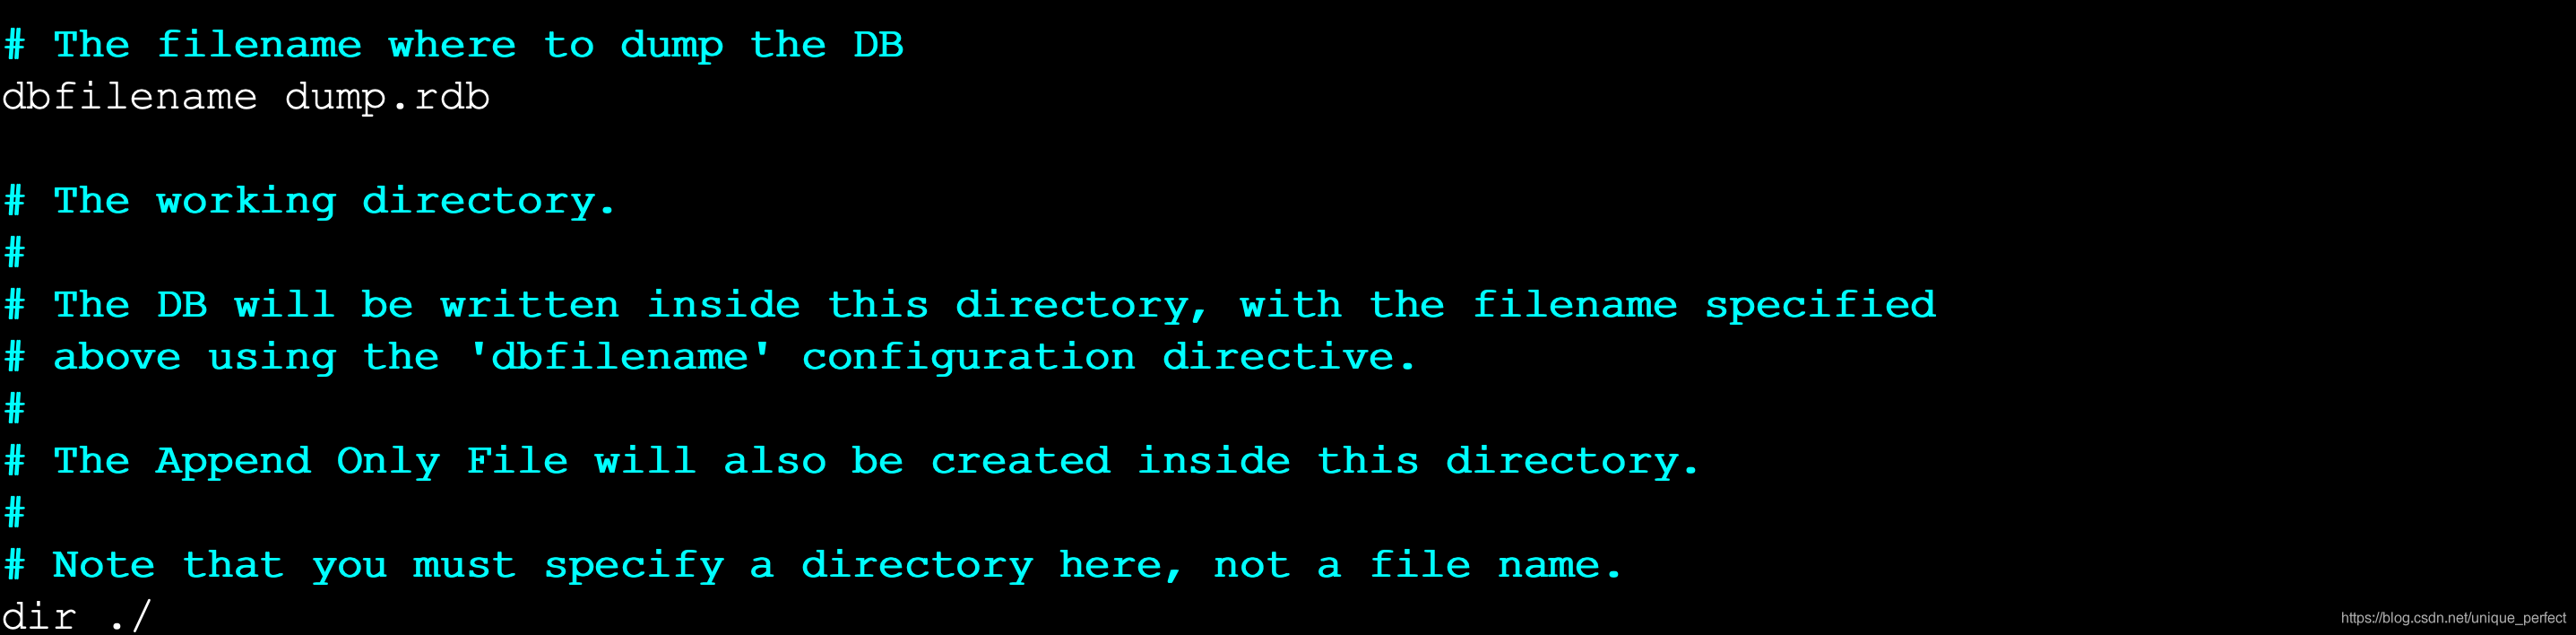 # The filename where to dump the DB
dbfilename dump.rdb
# The working directory.
#
# The DB will be written inside this directory, with the filename specified
# above using the 'dbfilename' configuration directive.
#
# The Append Only File will also be created inside this directory.
#
# Note that you must specify a directory here, not a file name.
dir ./
https://blog.csdn.net/unique_perfect